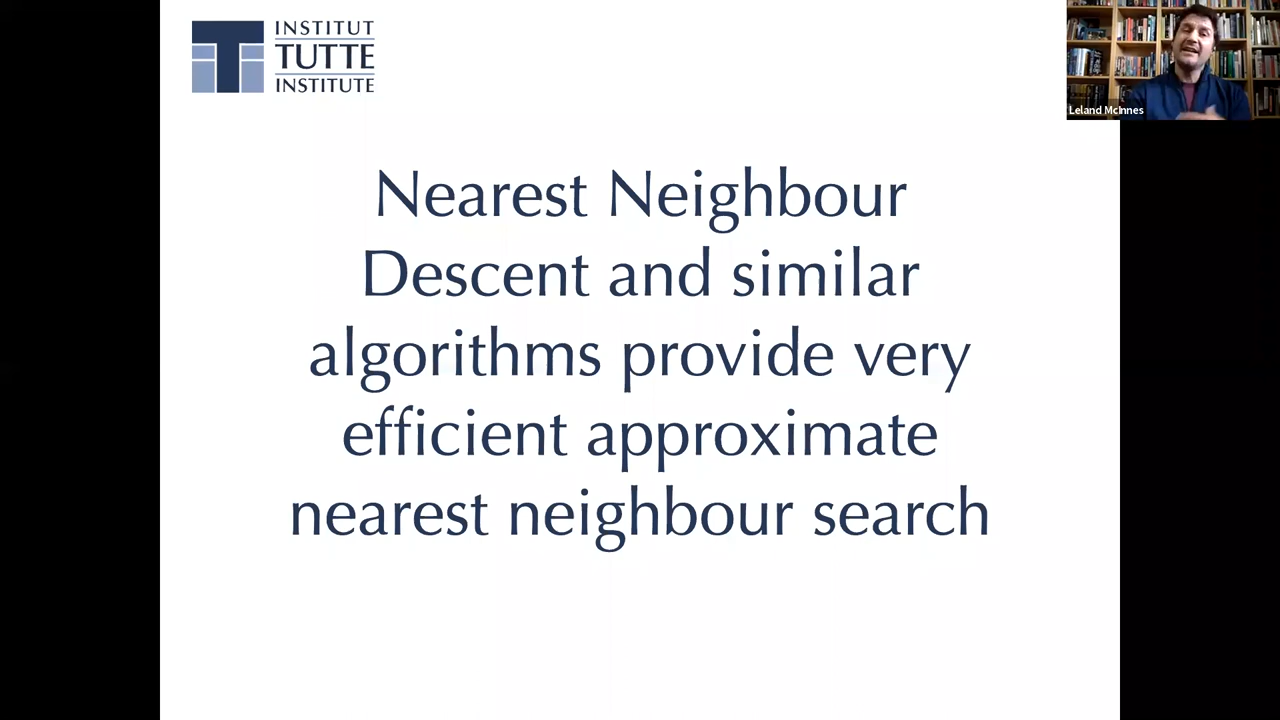 INSTITUT
TUTTE
INSTITUTE
Leland McInnes
Nearest Neighbour
Descent and similar
algorithms provide very
efficient approximate
nearest neighbour search